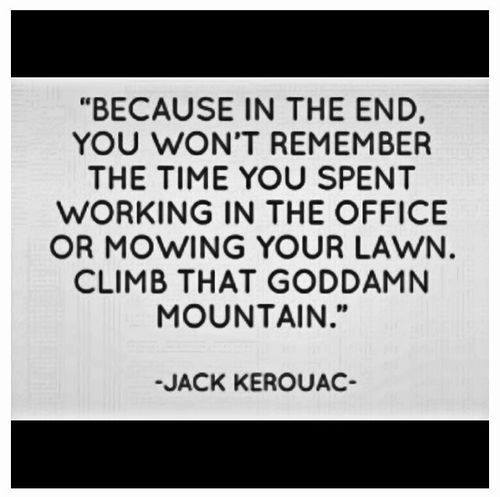 "BECAUSE IN THE END,
YOU WON'T REMEMBER
THE TIME YOU SPENT
WORKING IN THE OFFICE
OR MOWING YOUR LAWN.
CLIMB THAT GODDAMN
MOUNTAIN."
-JACK KEROUAC-